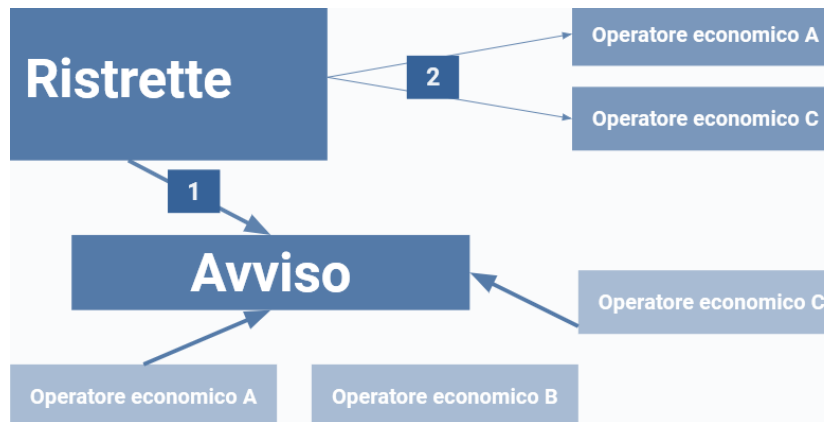 Ristrette
2
Operatore economico A
Operatore economico C
1
Avviso
Operatore economico C
Operatore economico A
Operatore economico B